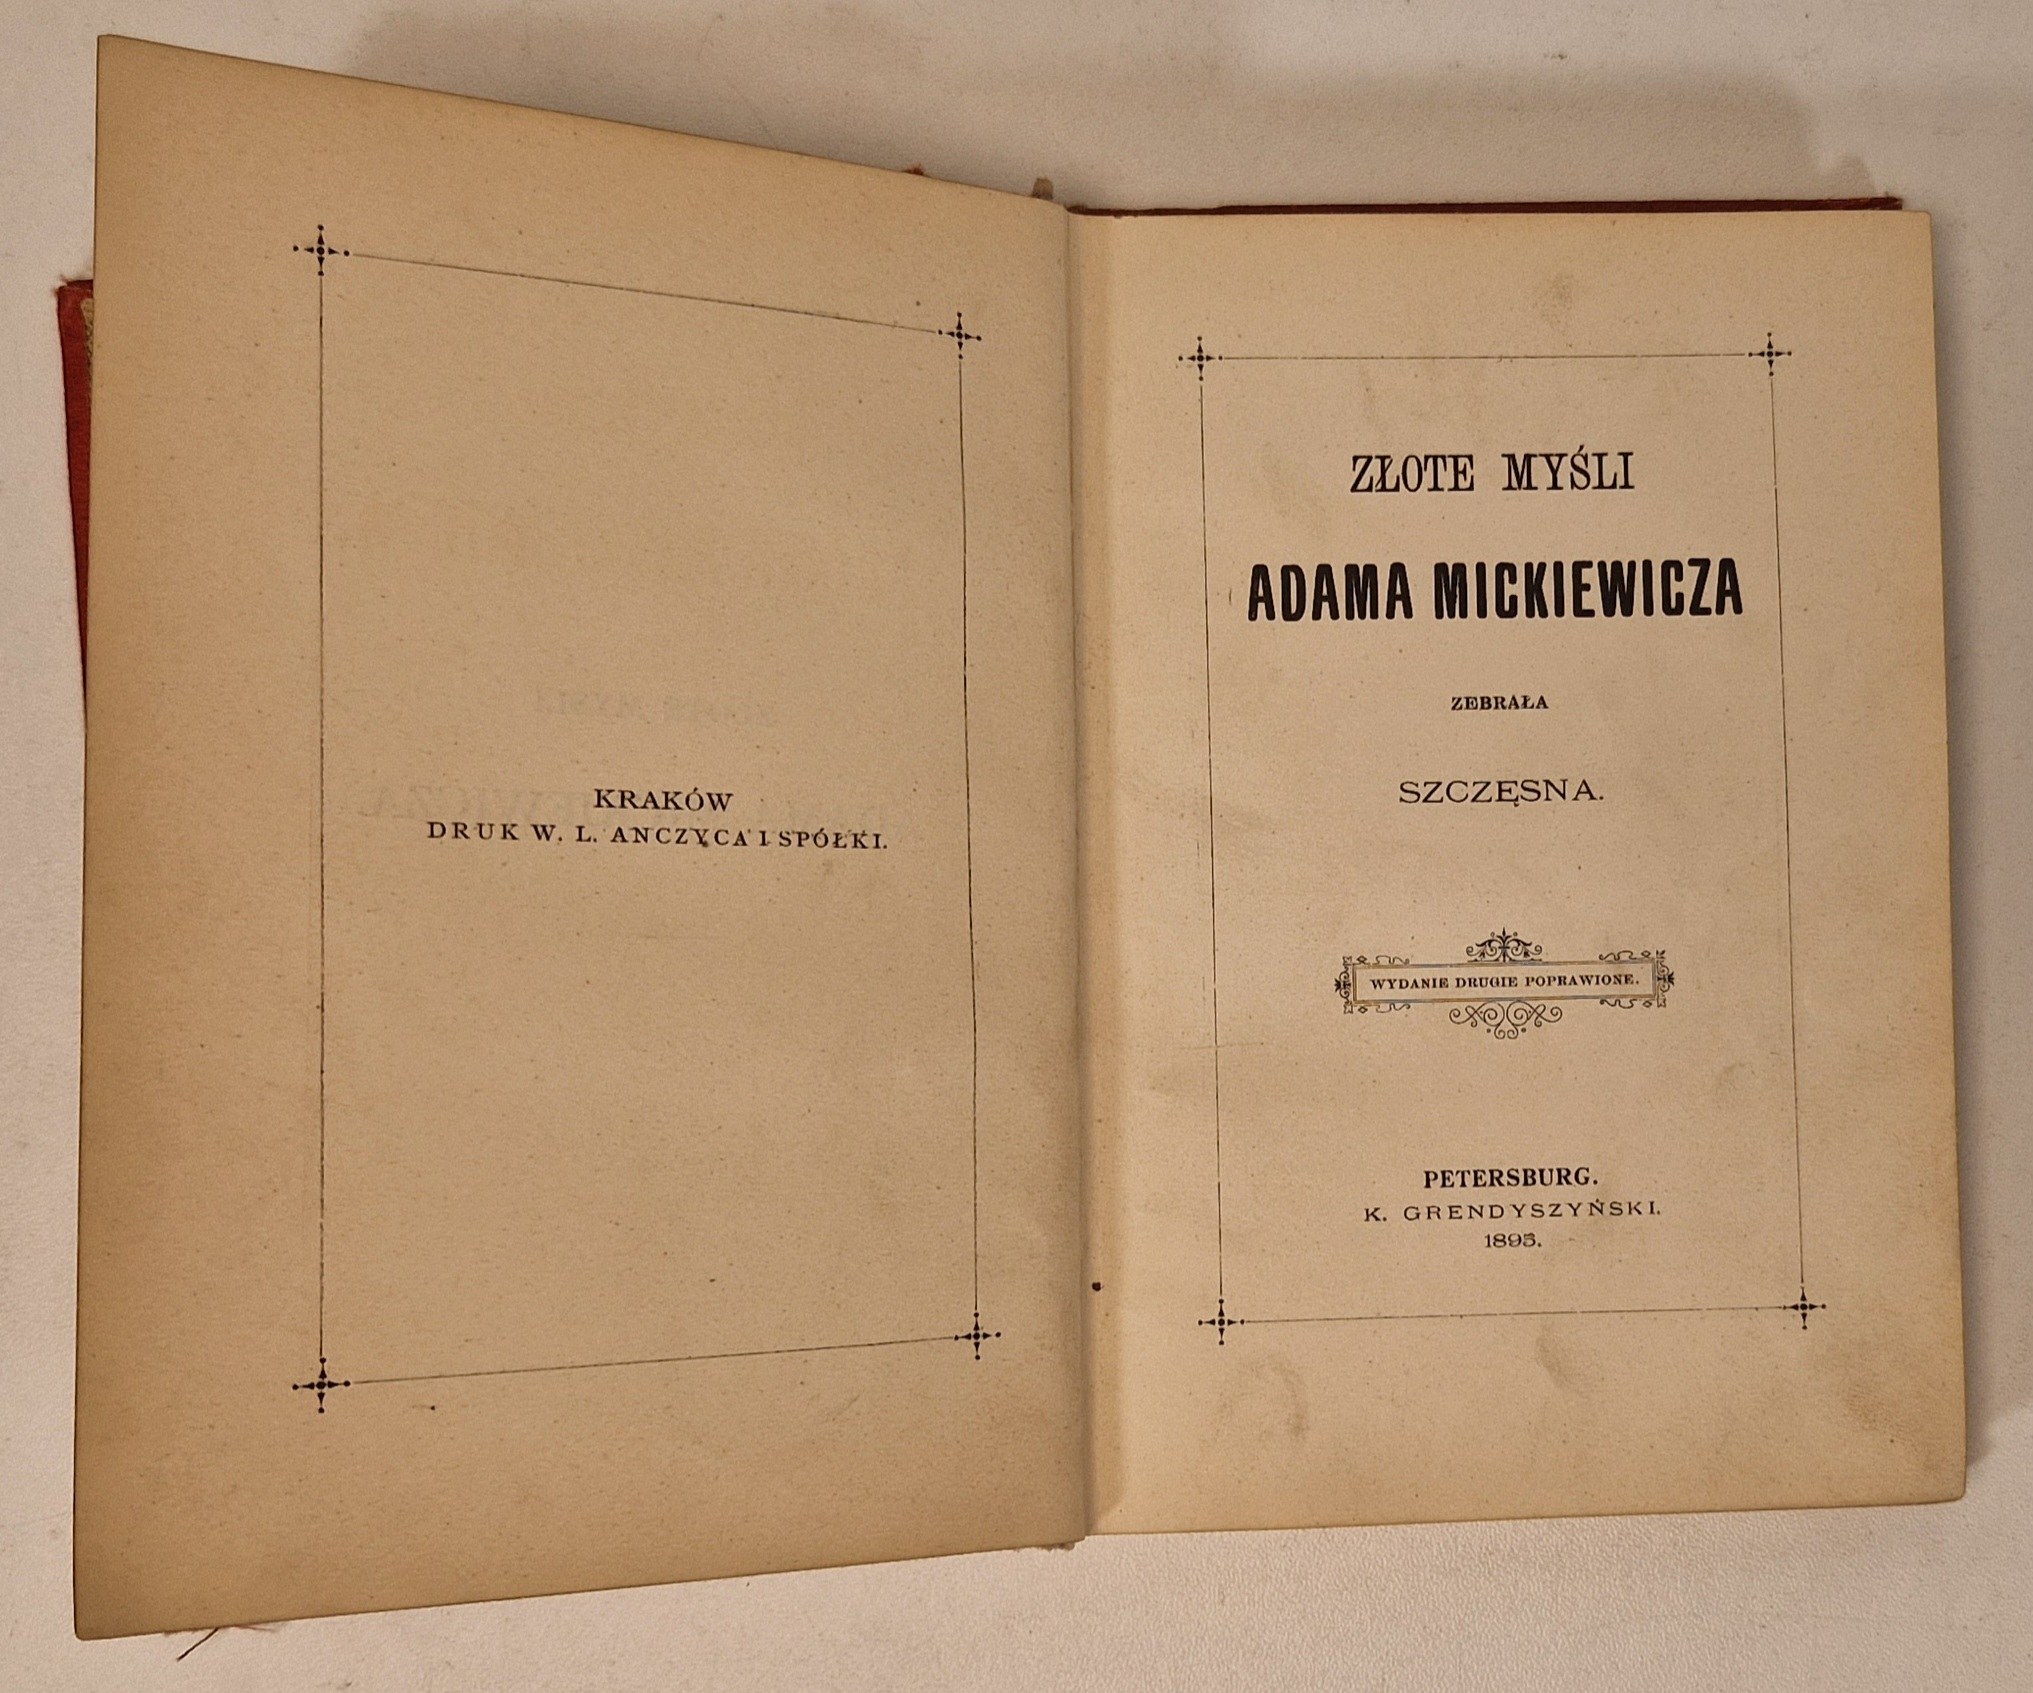 KRAKÓW
DRUK W. L. ANCZYCA I SPÓŁKI.
ZŁOTE MYŚLI
ADAMA MICKIEWICZA
ZEBRAŁA
SZCZĘSNA.
WYDANIE DRUGIE POPRAWIONE.
PETERSBURG.
K. GRENDYSZYŃSKI.
1895.